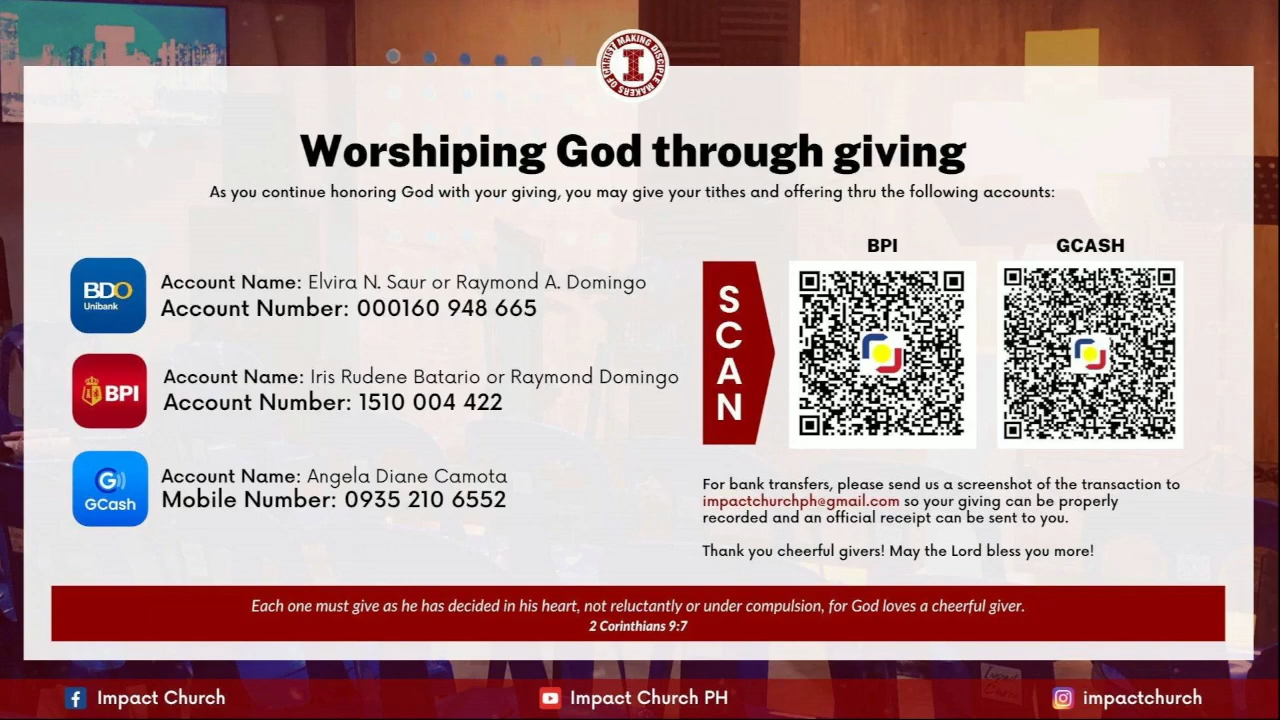 CHRIST MAKING DISCIPLE MAKERS OF
I
Worshiping God through giving
As you continue honoring God with your giving, you may give your tithes and offering thru the following accounts:
BDO
Unibank
Account Name: Elvira N. Saur or Raymond A. Domingo
Account Number: 000160 948 665
BPI
Account Name: Iris Rudene Batario or Raymond Domingo
Account Number: 1510 004 422
G
GCash
Account Name: Angela Diane Camota
Mobile Number: 0935 210 6552
SCAN
BPI
GCASH
For bank transfers, please send us a screenshot of the transaction to
impactchurchph@gmail.com so your giving can be properly
recorded and an official receipt can be sent to you.
Thank you cheerful givers! May the Lord bless you more!
Each one must give as he has decided in his heart, not reluctantly or under compulsion, for God loves a cheerful giver.
2 Corinthians 9:7
Impact Church
Impact Church PH
impactchurch